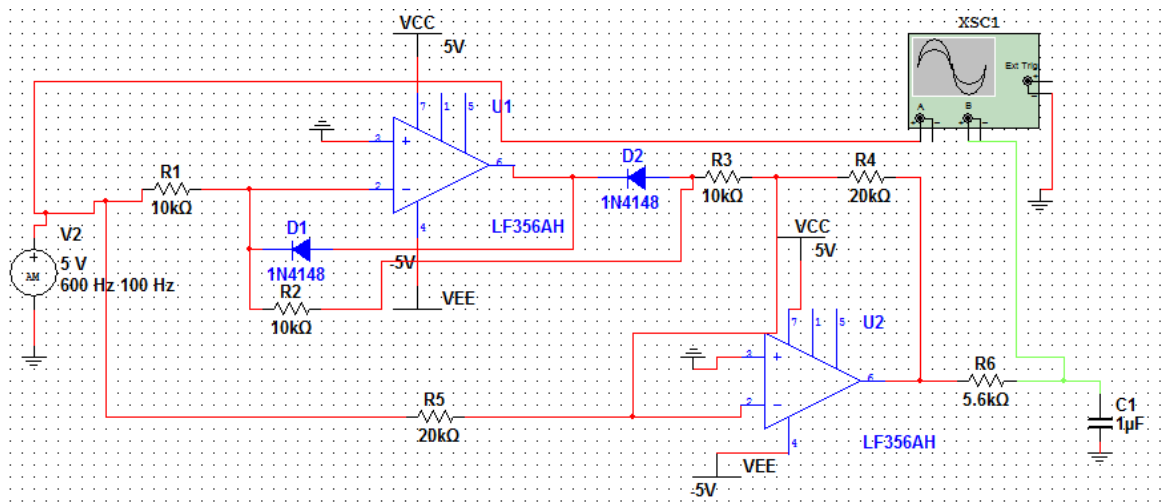 VCC
5V
XSC1
Ext Trig
+
-
A
B
+ -
+ -
7
1
5
U1
3
+
2
-
6
4
LF356AH
R1
10kΩ
D2
1N4148
R3
10kΩ
R4
20kΩ
V2
+
AM
5 V
600 Hz 100 Hz
D1
1N4148
R2
10kΩ
-5V
VEE
VCC
5V
7
1
5
U2
3
+
2
-
6
4
LF356AH
R5
20kΩ
R6
5.6kΩ
C1
1µF
VEE
-5V